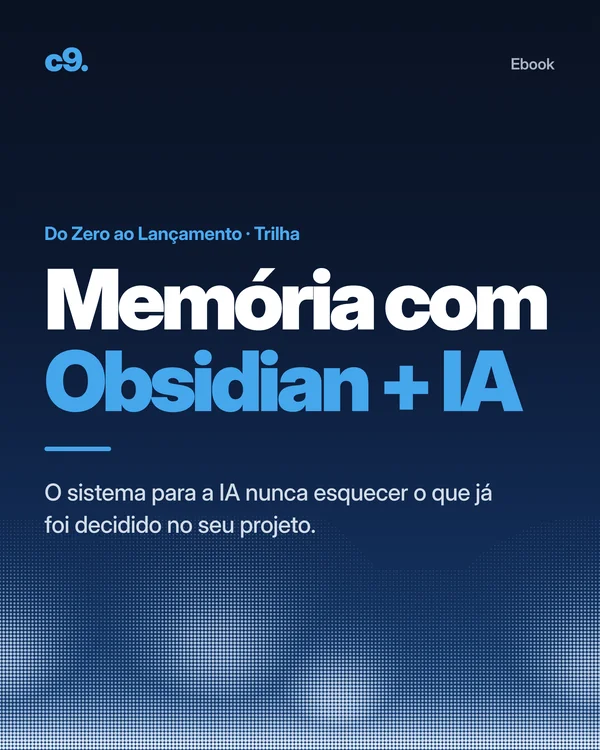 c9.
Ebook
Do Zero ao Lançamento · Trilha
Memória com
Obsidian + IA
O sistema para a IA nunca esquecer o que já
foi decidido no seu projeto.